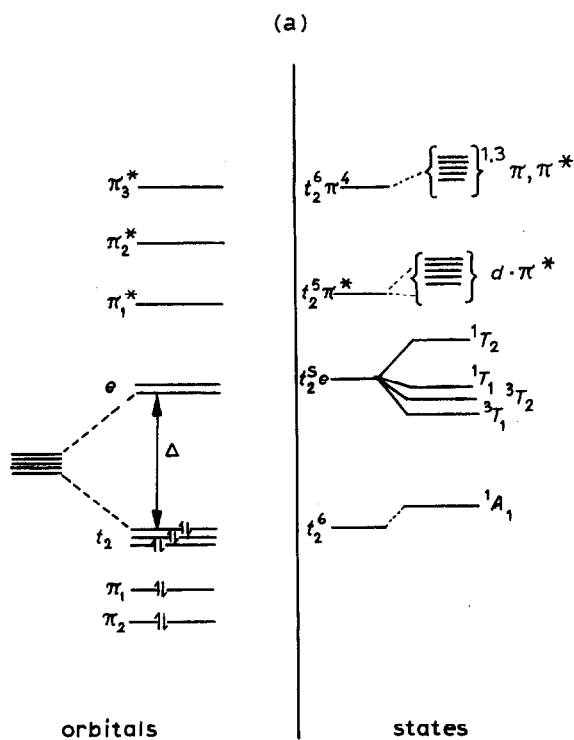 (a)
π₃*
π₂*
π₁*
e
Δ
t₂
π₁
π₂
orbitals
t₂⁶π⁴
{ } ¹,³ π, π*
t₂⁵π*
{ } d·π*
t₂⁵e
¹T₂
¹T₁
³T₂
³T₁
t₂⁶
¹A₁
states